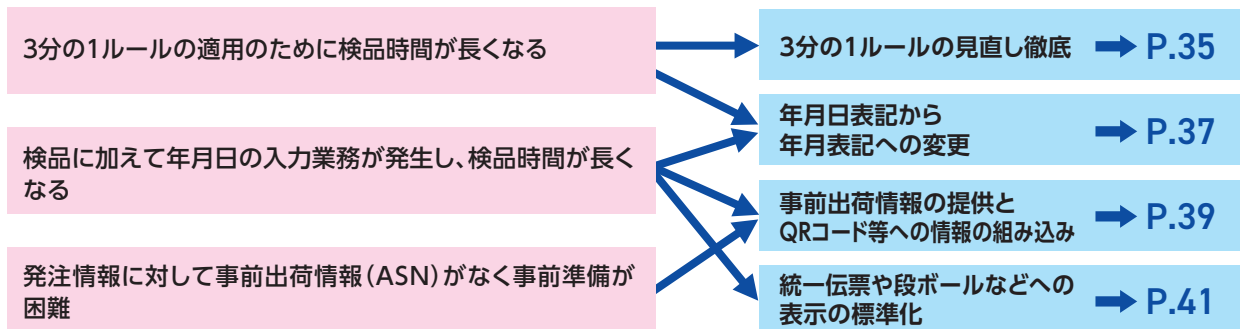 3分の1ルールの適用のために検品時間が長くなる
検品に加えて年月日の入力業務が発生し、検品時間が長く
なる
発注情報に対して事前出荷情報（ASN）がなく事前準備が
困難
3分の1ルールの見直し徹底 → P.35
年月日表記から
年月表記への変更 → P.37
事前出荷情報の提供と
QRコード等への情報の組み込み → P.39
統一伝票や段ボールなどへの
表示の標準化 → P.41